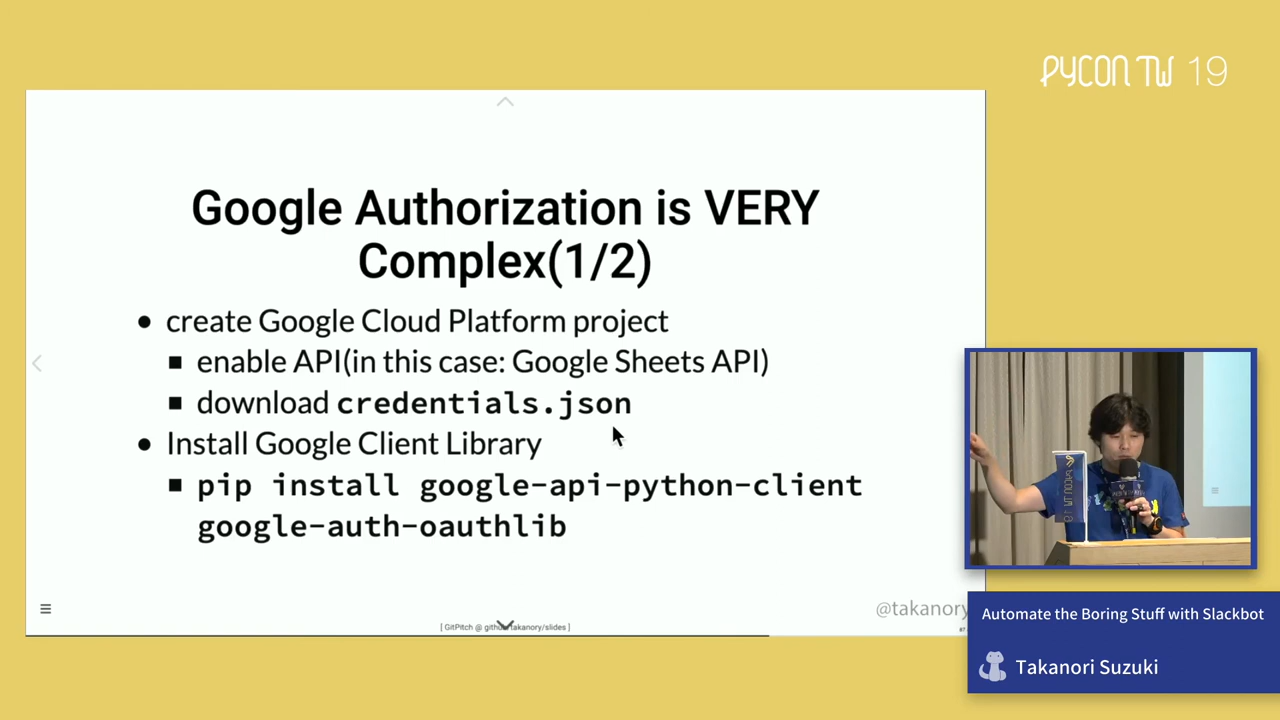 PYCON TW 19
Google Authorization is VERY
Complex(1/2)
create Google Cloud Platform project
enable API(in this case: Google Sheets API)
download credentials.json
Install Google Client Library
pip install google-api-python-client
google-auth-oauthlib
@takanory
Automate the Boring Stuff with Slackbot
Takanori Suzuki